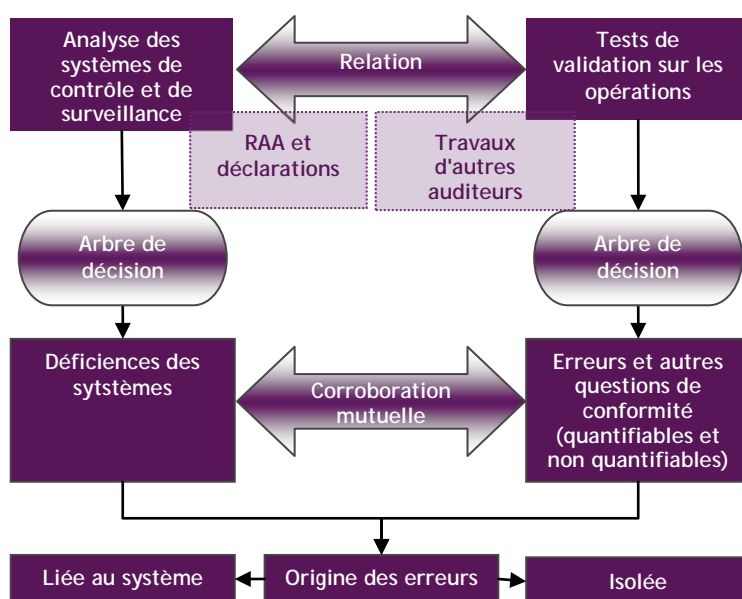 Analyse des
systèmes de
contrôle et de
surveillance
Relation
Tests de
validation sur les
opérations
RAA et
déclarations
Travaux
d'autres
auditeurs
Arbre de
décision
Arbre de
décision
Déficiences des
sytstèmes
Corroboration
mutuelle
Erreurs et autres
questions de
conformité
(quantifiables et
non quantifiables)
Liée au système
Origine des erreurs
Isolée